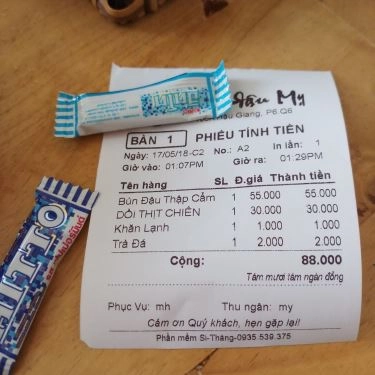 Đậu My
Hậu Giang, P6.Q6
BÀN 1 PHIẾU TÍNH TIỀN
Ngày: 17/05/18-C2 No.: A2 In lần: 1
Giờ vào: 01:07PM Giờ ra: 01:29PM
Tên hàng SL Đ.giá Thành tiền
Bún Đậu Thập Cẩm 1 55.000 55.000
DỒI THỊT CHIÊN 1 30.000 30.000
Khăn Lạnh 1 1.000 1.000
Trà Đá 1 2.000 2.000
Cộng: 88.000
Tám mươi tám ngàn đồng
Phục Vụ: mh Thu ngân: my
Cảm ơn Quý khách, hẹn gặp lại!
Phần mềm Si-Thăng-0935 539 375
HITTO